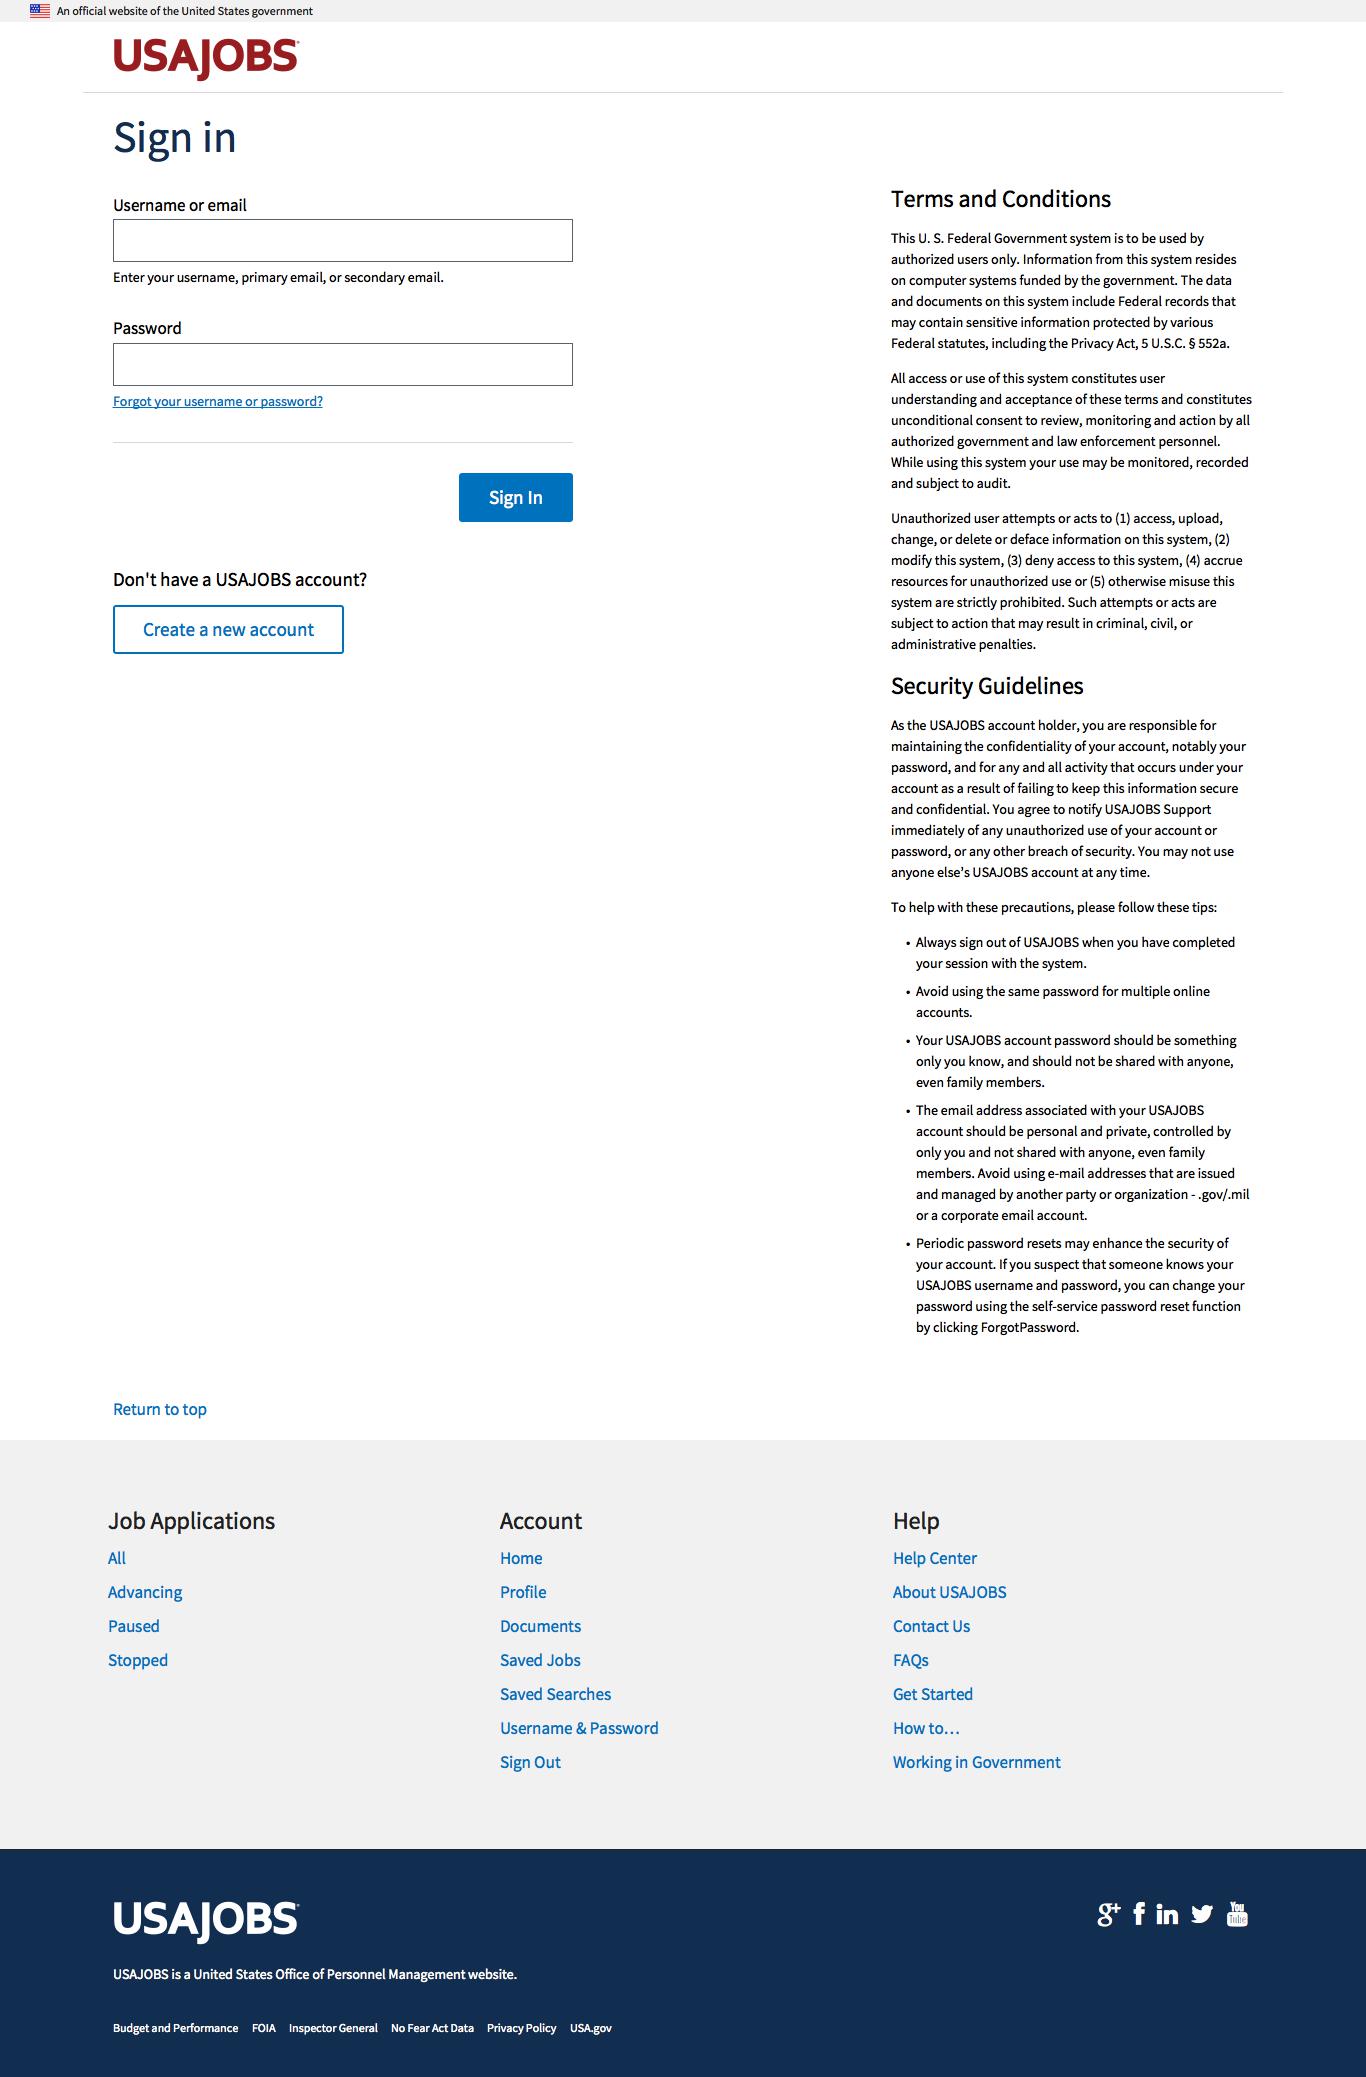 An official website of the United States government
USAJOBS
Sign in
Username or email
Enter your username, primary email, or secondary email.
Password
Forgot your username or password?
Sign In
Don't have a USAJOBS account?
Create a new account
Terms and Conditions
This U. S. Federal Government system is to be used by
authorized users only. Information from this system resides
on computer systems funded by the government. The data
and documents on this system include Federal records that
may contain sensitive information protected by various
Federal statutes, including the Privacy Act, 5 U.S.C. § 552a.
All access or use of this system constitutes user
understanding and acceptance of these terms and constitutes
unconditional consent to review, monitoring and action by all
authorized government and law enforcement personnel.
While using this system your use may be monitored, recorded
and subject to audit.
Unauthorized user attempts or acts to (1) access, upload,
change, or delete or deface information on this system, (2)
modify this system, (3) deny access to this system, (4) accrue
resources for unauthorized use or (5) otherwise misuse this
system are strictly prohibited. Such attempts or acts are
subject to action that may result in criminal, civil, or
administrative penalties.
Security Guidelines
As the USAJOBS account holder, you are responsible for
maintaining the confidentiality of your account, notably your
password, and for any and all activity that occurs under your
account as a result of failing to keep this information secure
and confidential. You agree to notify USAJOBS Support
immediately of any unauthorized use of your account or
password, or any other breach of security. You may not use
anyone else's USAJOBS account at any time.
To help with these precautions, please follow these tips:
• Always sign out of USAJOBS when you have completed
your session with the system.
• Avoid using the same password for multiple online
accounts.
• Your USAJOBS account password should be something
only you know, and should not be shared with anyone,
even family members.
• The email address associated with your USAJOBS
account should be personal and private, controlled by
only you and not shared with anyone, even family
members. Avoid using e-mail addresses that are issued
and managed by another party or organization - .gov/.mil
or a corporate email account.
• Periodic password resets may enhance the security of
your account. If you suspect that someone knows your
USAJOBS username and password, you can change your
password using the self-service password reset function
by clicking ForgotPassword.
Return to top
Job Applications
All
Advancing
Paused
Stopped
Account
Home
Profile
Documents
Saved Jobs
Saved Searches
Username & Password
Sign Out
Help
Help Center
About USAJOBS
Contact Us
FAQs
Get Started
How to…
Working in Government
USAJOBS
g+ f in You Tube
USAJOBS is a United States Office of Personnel Management website.
Budget and Performance FOIA Inspector General No Fear Act Data Privacy Policy USA.gov